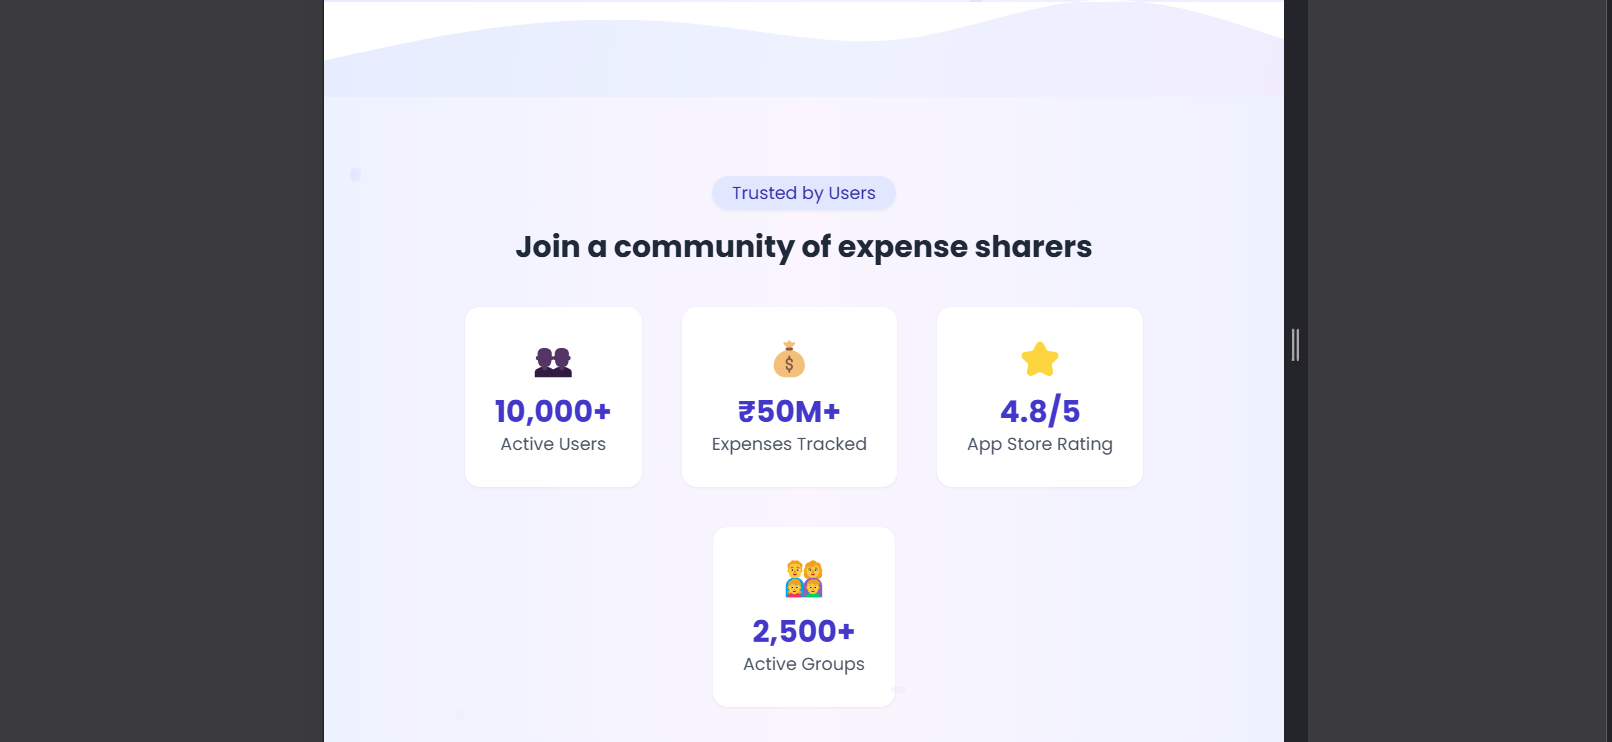 Trusted by Users
Join a community of expense sharers
10,000+
Active Users
₹50M+
Expenses Tracked
4.8/5
App Store Rating
2,500+
Active Groups